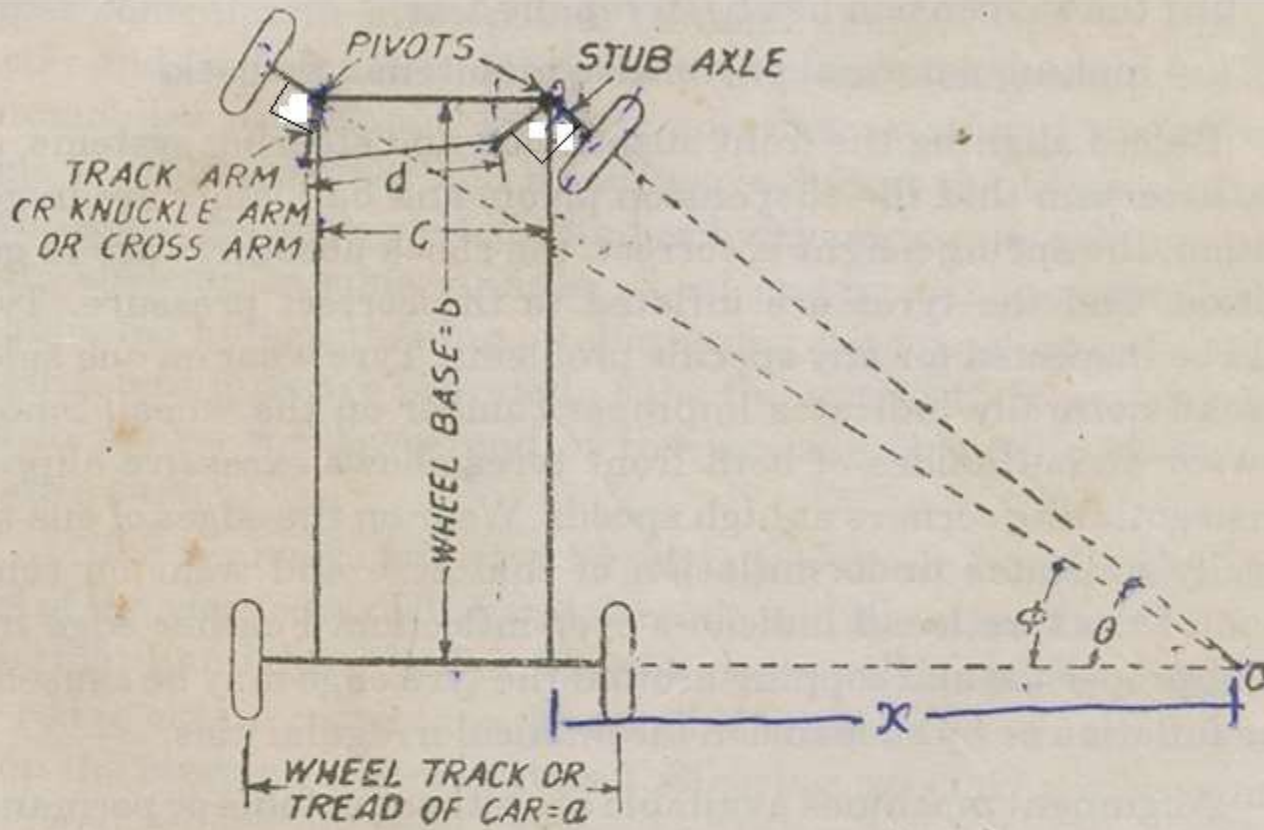 PIVOTS
STUB AXLE
TRACK ARM
OR KNUCKLE ARM
OR CROSS ARM
d
C
WHEEL BASE=b
φ
θ
O
x
WHEEL TRACK OR
TREAD OF CAR=a